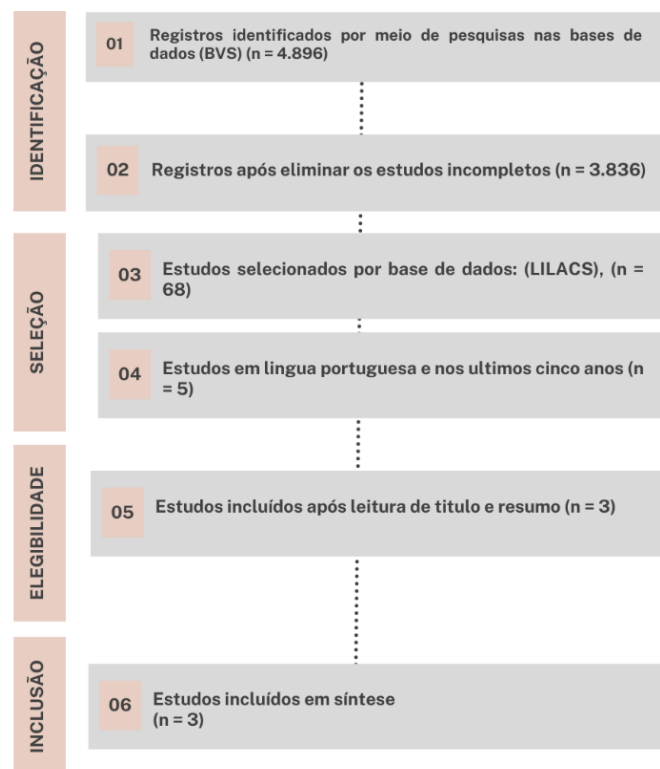 IDENTIFICAÇÃO
01
Registros identificados por meio de pesquisas nas bases de
dados (BVS) (n = 4.896)
02
Registros após eliminar os estudos incompletos (n = 3.836)
SELEÇÃO
03
Estudos selecionados por base de dados: (LILACS), (n =
68)
04
Estudos em lingua portuguesa e nos ultimos cinco anos (n
= 5)
ELEGIBILIDADE
05
Estudos incluídos após leitura de titulo e resumo (n = 3)
INCLUSÃO
06
Estudos incluídos em síntese
(n = 3)